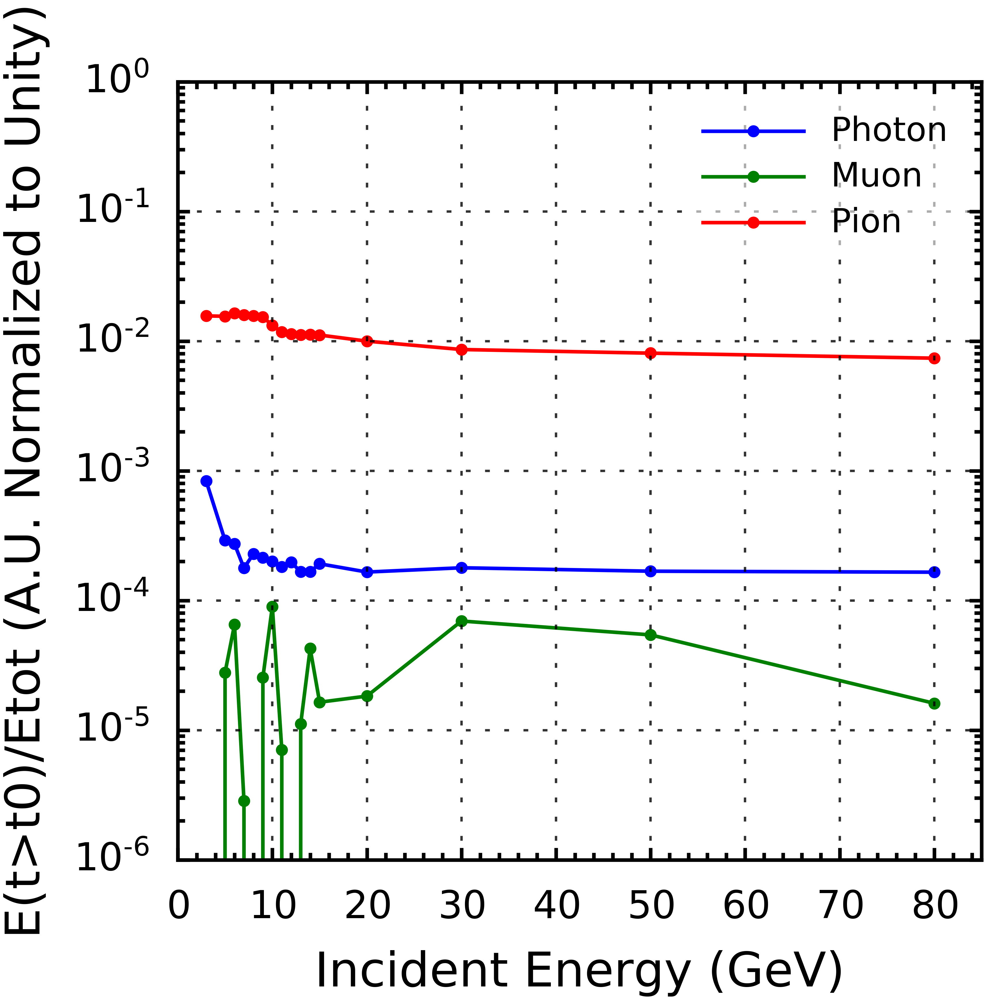 E(t>t0)/Etot (A.U. Normalized to Unity)
10^0
10^-1
10^-2
10^-3
10^-4
10^-5
10^-6
Photon
Muon
Pion
0 10 20 30 40 50 60 70 80
Incident Energy (GeV)